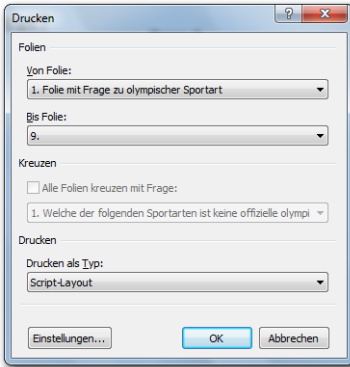 Drucken
Folien
Von Folie:
1. Folie mit Frage zu olympischer Sportart
Bis Folie:
9.
Kreuzen
Alle Folien kreuzen mit Frage:
1. Welche der folgenden Sportarten ist keine offizielle olympi
Drucken
Drucken als Typ:
Script-Layout
Einstellungen... OK Abbrechen